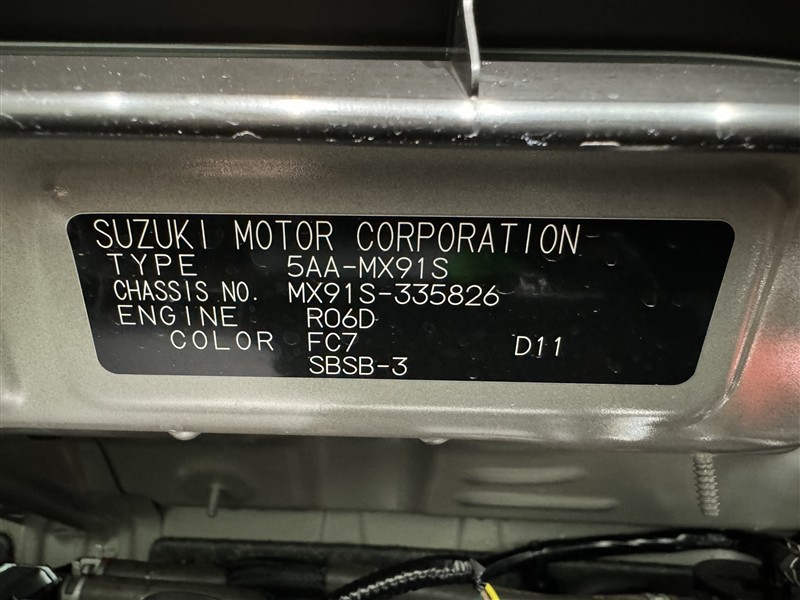 SUZUKI MOTOR CORPORATION
TYPE 5AA-MX91S
CHASSIS NO. MX91S-335826
ENGINE R06D
COLOR FC7 D11
SBSB-3